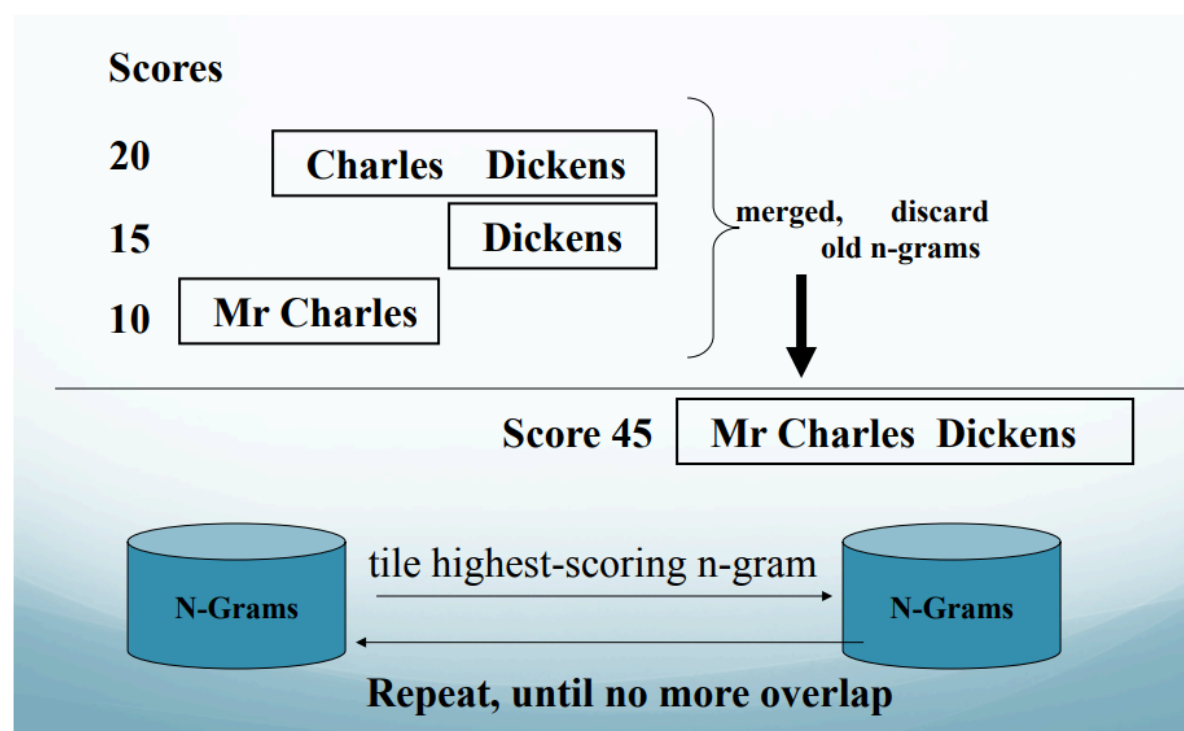 Scores
20 Charles Dickens
15 Dickens
10 Mr Charles
merged, discard
old n-grams
Score 45 Mr Charles Dickens
tile highest-scoring n-gram
N-Grams N-Grams
Repeat, until no more overlap